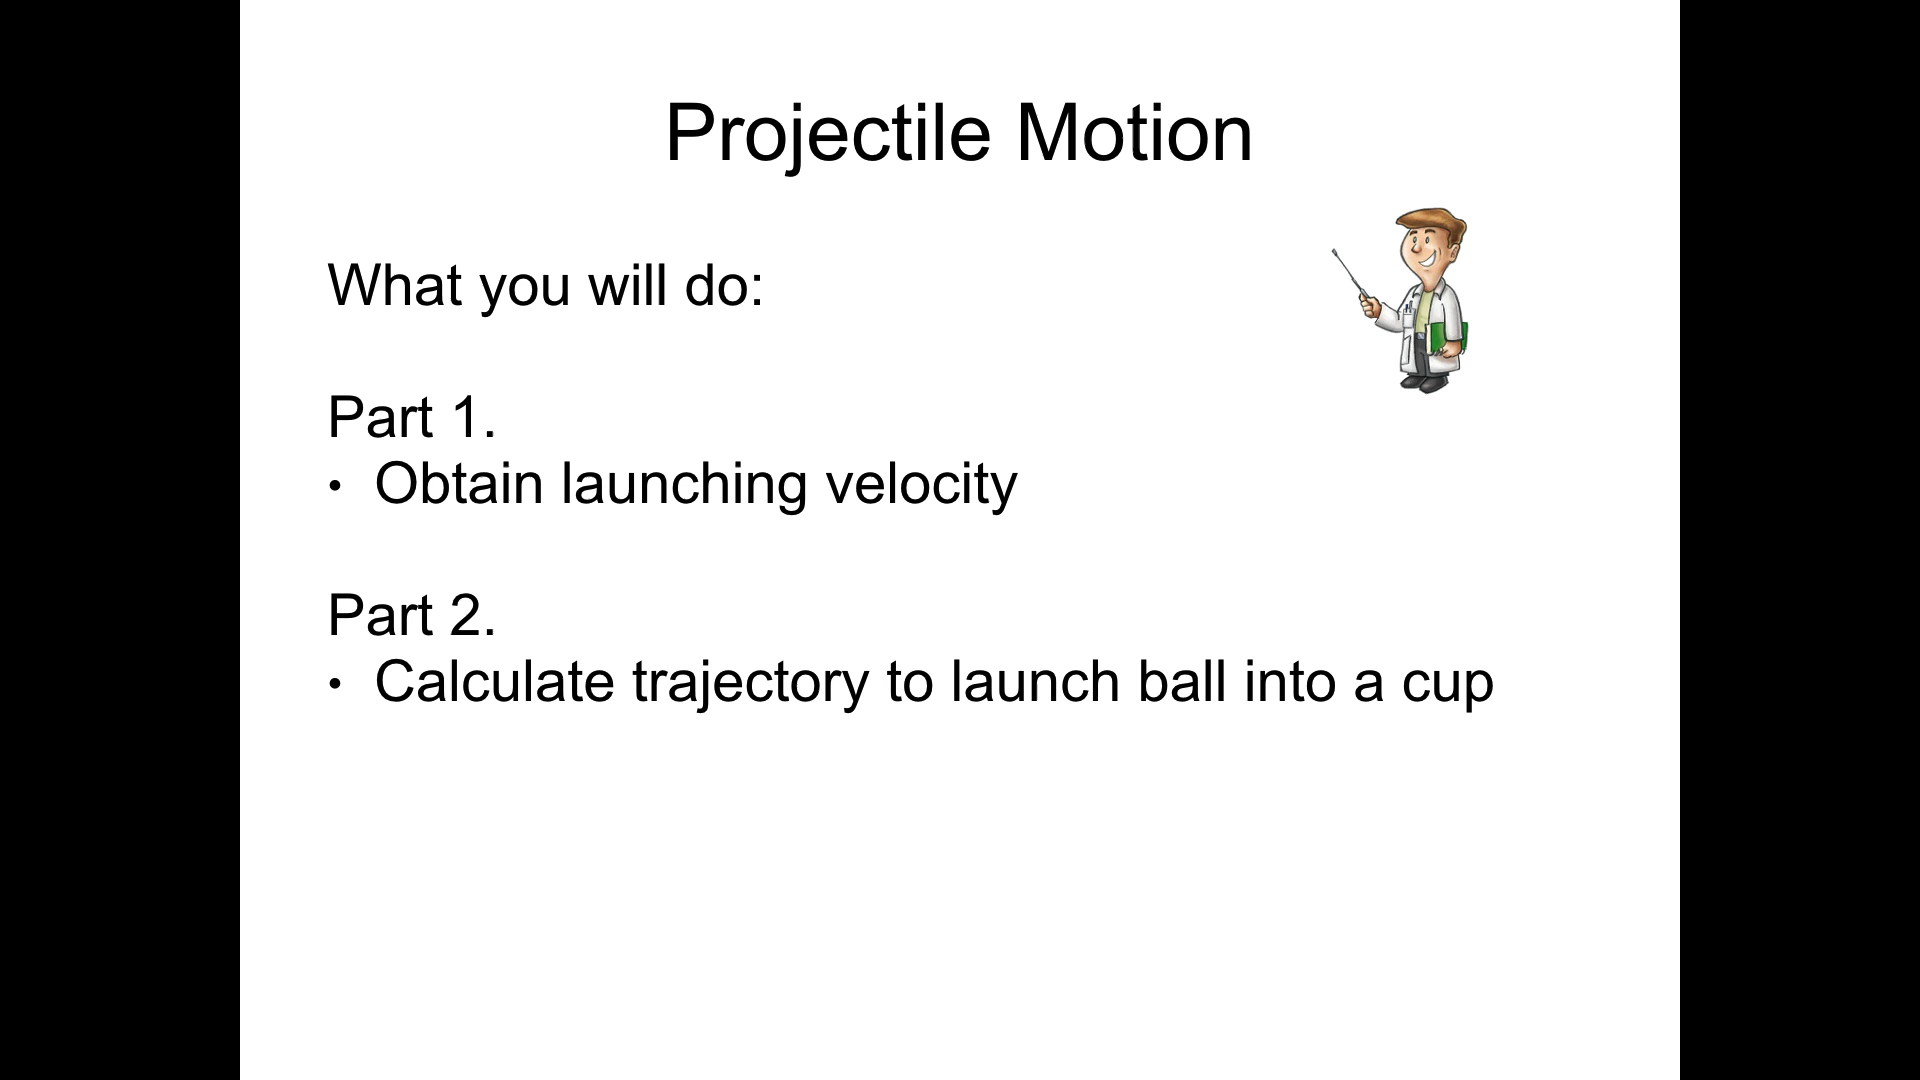 Projectile Motion
What you will do:
Part 1.
• Obtain launching velocity
Part 2.
• Calculate trajectory to launch ball into a cup